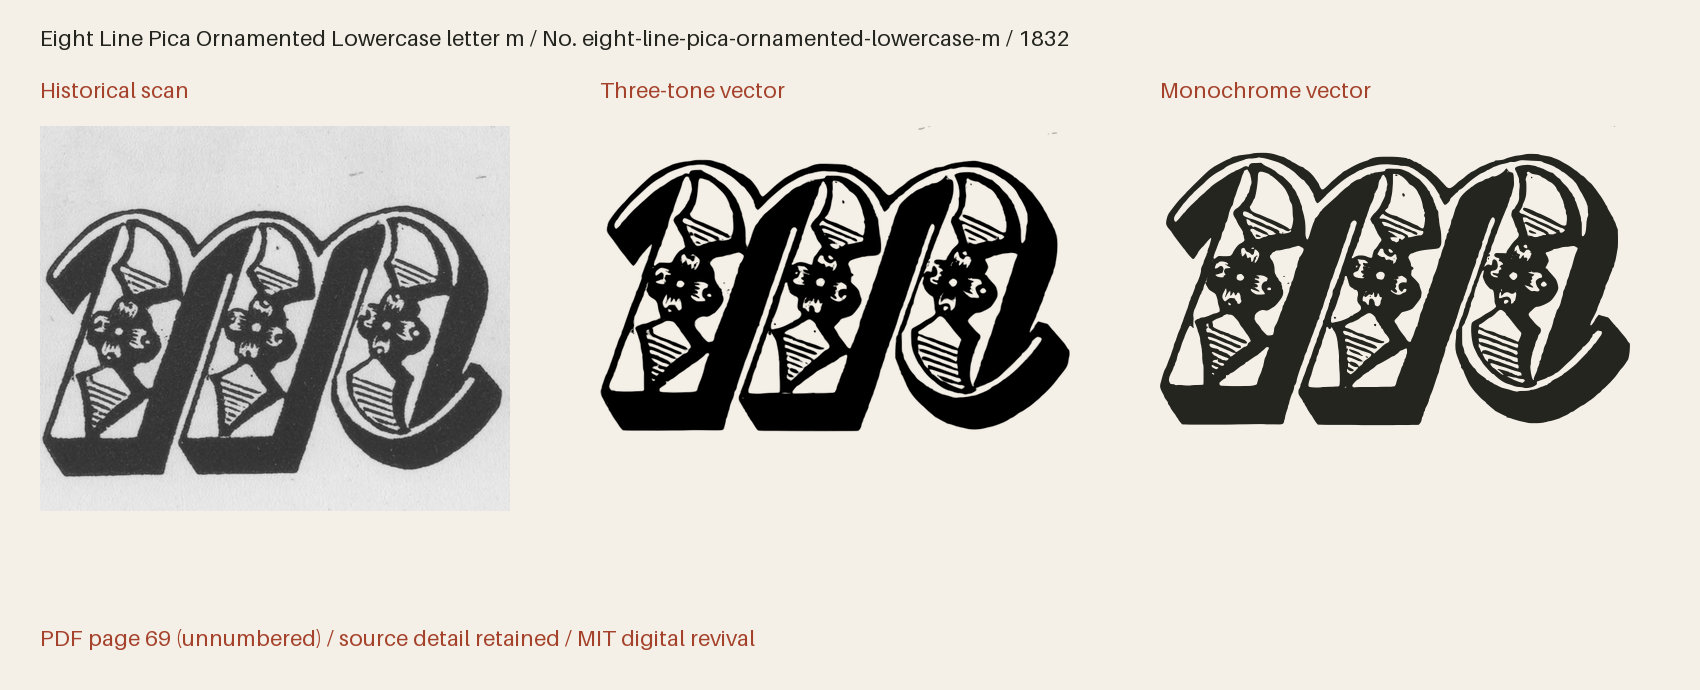 Eight Line Pica Ornamented Lowercase letter m / No. eight-line-pica-ornamented-lowercase-m / 1832
Historical scan
Three-tone vector
Monochrome vector
m
m
m
PDF page 69 (unnumbered) / source detail retained / MIT digital revival